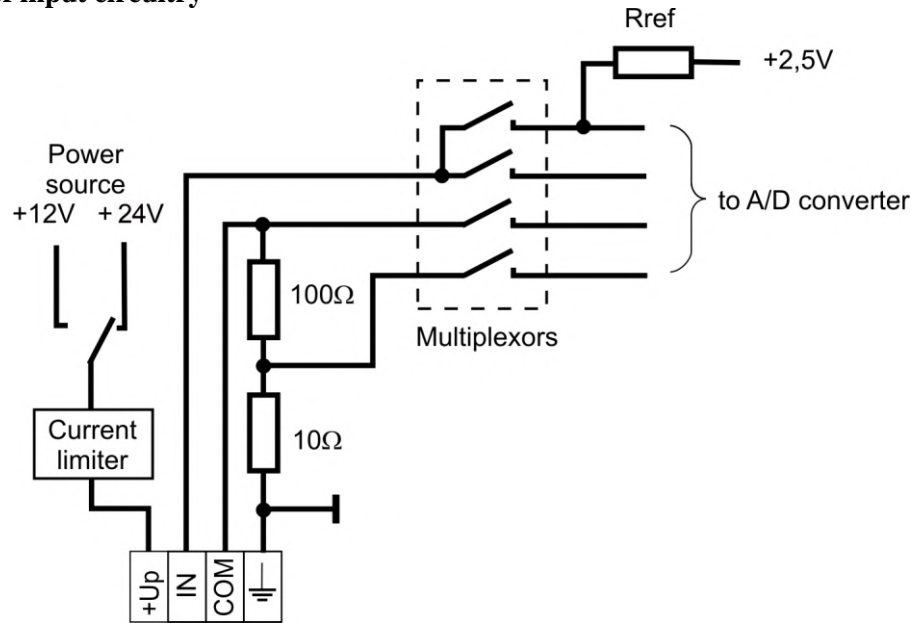 input circuitry
Rref
+2,5V
Power
source
+12V + 24V
to A/D converter
100Ω
Multiplexors
Current
limiter
10Ω
+Up
IN
COM